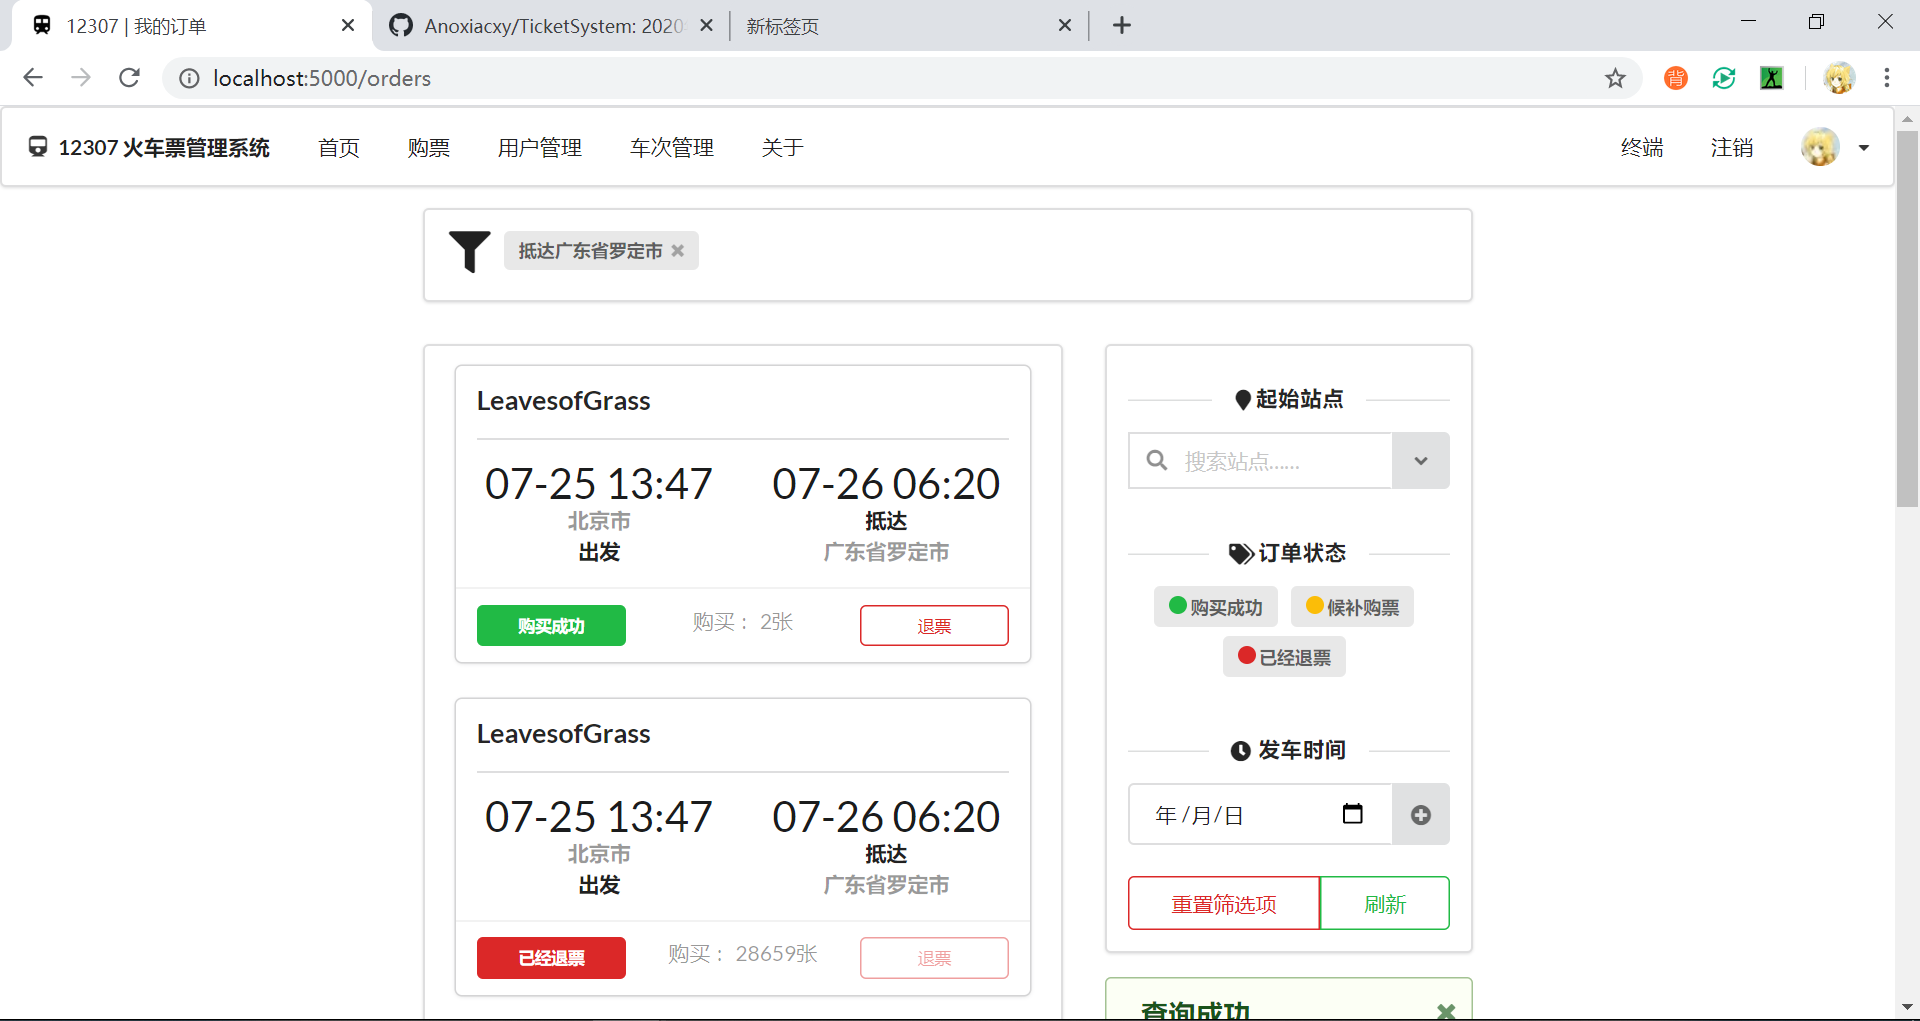 12307 | 我的订单
Anoxiacxy/TicketSystem: 2020
新标签页
localhost:5000/orders
背
12307 火车票管理系统
首页
购票
用户管理
车次管理
关于
终端
注销
抵达广东省罗定市
LeavesofGrass
07-25 13:47
07-26 06:20
北京市
抵达
出发
广东省罗定市
购买成功
购买： 2张
退票
LeavesofGrass
07-25 13:47
07-26 06:20
北京市
抵达
出发
广东省罗定市
已经退票
购买： 28659张
退票
起始站点
搜索站点......
订单状态
购买成功
候补购票
已经退票
发车时间
年 /月/日
重置筛选项
刷新
查询成功